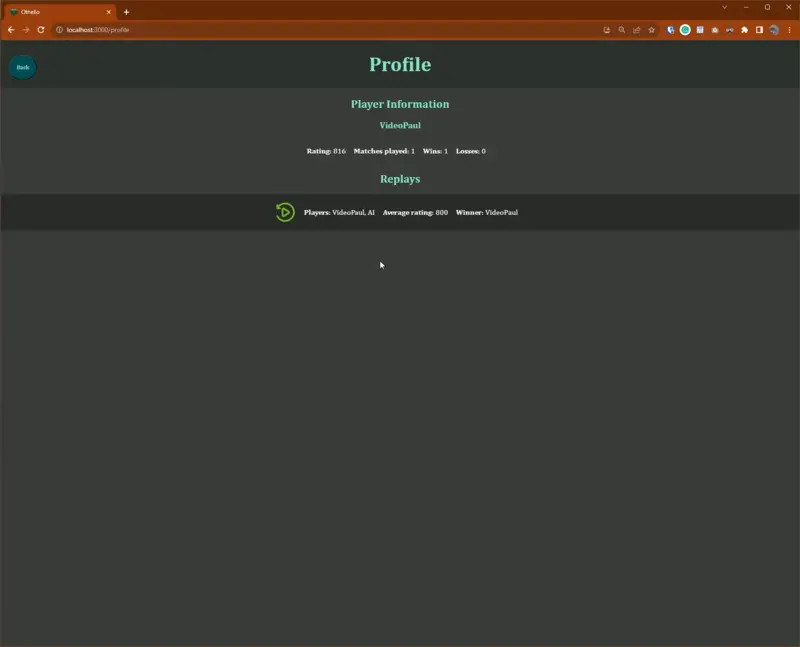 Othello
localhost:3000/profile
Back
Profile
Player Information
VideoPaul
Rating: 816 Matches played: 1 Wins: 1 Losses: 0
Replays
Players: VideoPaul, AI Average rating: 800 Winner: VideoPaul